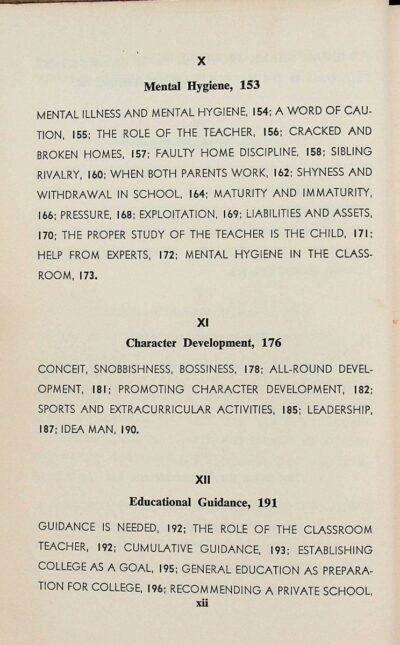 X
Mental Hygiene, 153
MENTAL ILLNESS AND MENTAL HYGIENE, 154; A WORD OF CAU-
TION, 155; THE ROLE OF THE TEACHER, 156; CRACKED AND
BROKEN HOMES, 157; FAULTY HOME DISCIPLINE, 158; SIBLING
RIVALRY, 160; WHEN BOTH PARENTS WORK, 162; SHYNESS AND
WITHDRAWAL IN SCHOOL, 164; MATURITY AND IMMATURITY,
166; PRESSURE, 168; EXPLOITATION, 169; LIABILITIES AND ASSETS,
170; THE PROPER STUDY OF THE TEACHER IS THE CHILD, 171;
HELP FROM EXPERTS, 172; MENTAL HYGIENE IN THE CLASS-
ROOM, 173.
XI
Character Development, 176
CONCEIT, SNOBBISHNESS, BOSSINESS, 178; ALL-ROUND DEVEL-
OPMENT, 181; PROMOTING CHARACTER DEVELOPMENT, 182;
SPORTS AND EXTRACURRICULAR ACTIVITIES, 185; LEADERSHIP,
187; IDEA MAN, 190.
XII
Educational Guidance, 191
GUIDANCE IS NEEDED, 192; THE ROLE OF THE CLASSROOM
TEACHER, 192; CUMULATIVE GUIDANCE, 193; ESTABLISHING
COLLEGE AS A GOAL, 195; GENERAL EDUCATION AS PREPARA-
TION FOR COLLEGE, 196; RECOMMENDING A PRIVATE SCHOOL,
xii